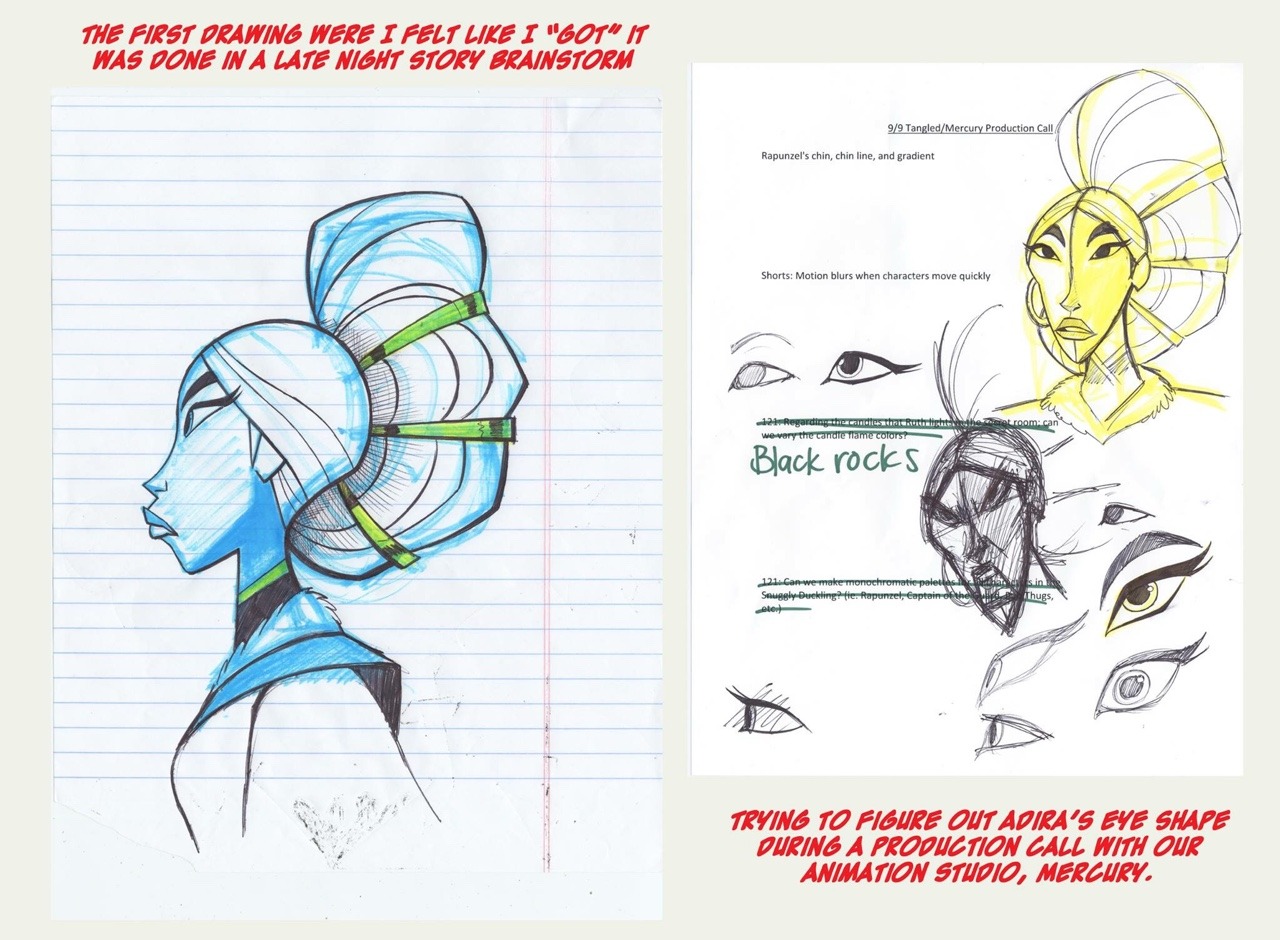 THE FIRST DRAWING WERE I FELT LIKE I "GOT" IT
WAS DONE IN A LATE NIGHT STORY BRAINSTORM
9/9 Tangled/Mercury Production Call
Rapunzel's chin, chin line, and gradient
Shorts: Motion blurs when characters move quickly
121: Regarding the candles that Ruth lights in the secret room: can
we vary the candle flame colors?
Black rocks
121: Can we make monochromatic palettes for characters in the
Snuggly Duckling? (ie. Rapunzel, Captain of the Guard, Thugs,
etc.)
TRYING TO FIGURE OUT ADIRA'S EYE SHAPE
DURING A PRODUCTION CALL WITH OUR
ANIMATION STUDIO, MERCURY.